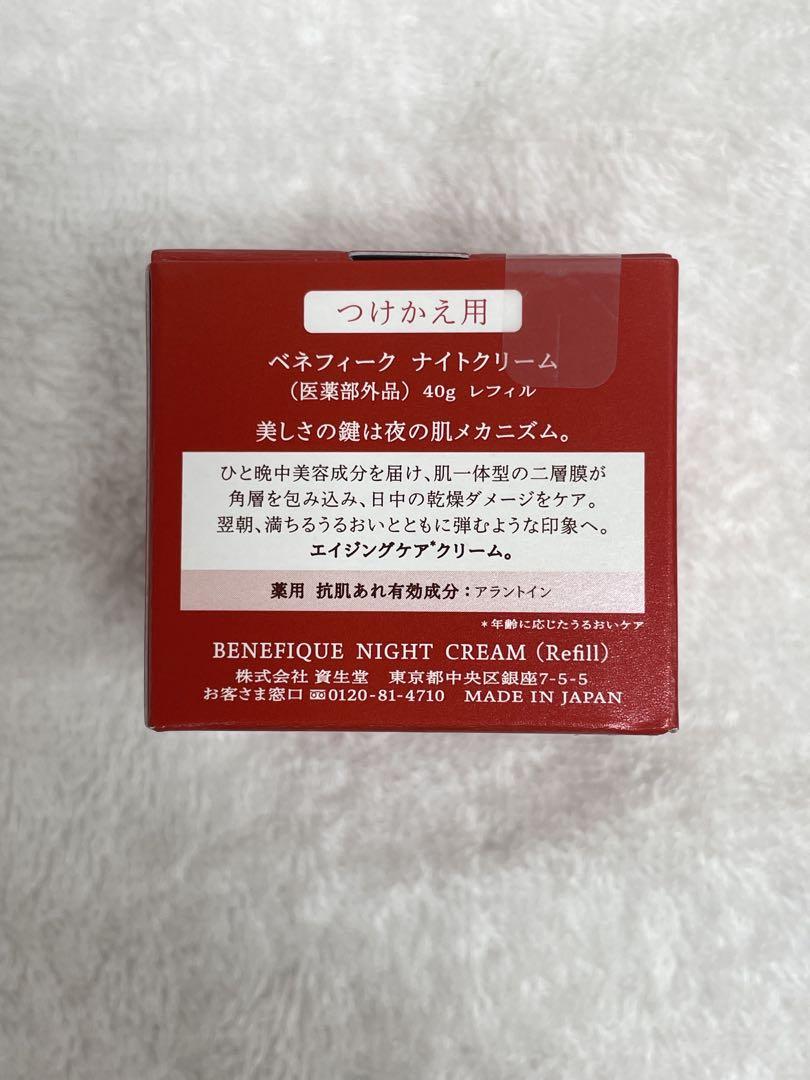 つけかえ用
ベネフィーク ナイトクリーム
（医薬部外品） 40g レフィル
美しさの鍵は夜の肌メカニズム。
ひと晩中美容成分を届け、肌一体型の二層膜が
角層を包み込み、日中の乾燥ダメージをケア。
翌朝、満ちるうるおいとともに弾むような印象へ。
エイジングケア*クリーム。
薬用 抗肌あれ有効成分：アラントイン
*年齢に応じたうるおいケア
BENEFIQUE NIGHT CREAM (Refill)
株式会社 資生堂 東京都中央区銀座7-5-5
お客さま窓口 0120-81-4710 MADE IN JAPAN